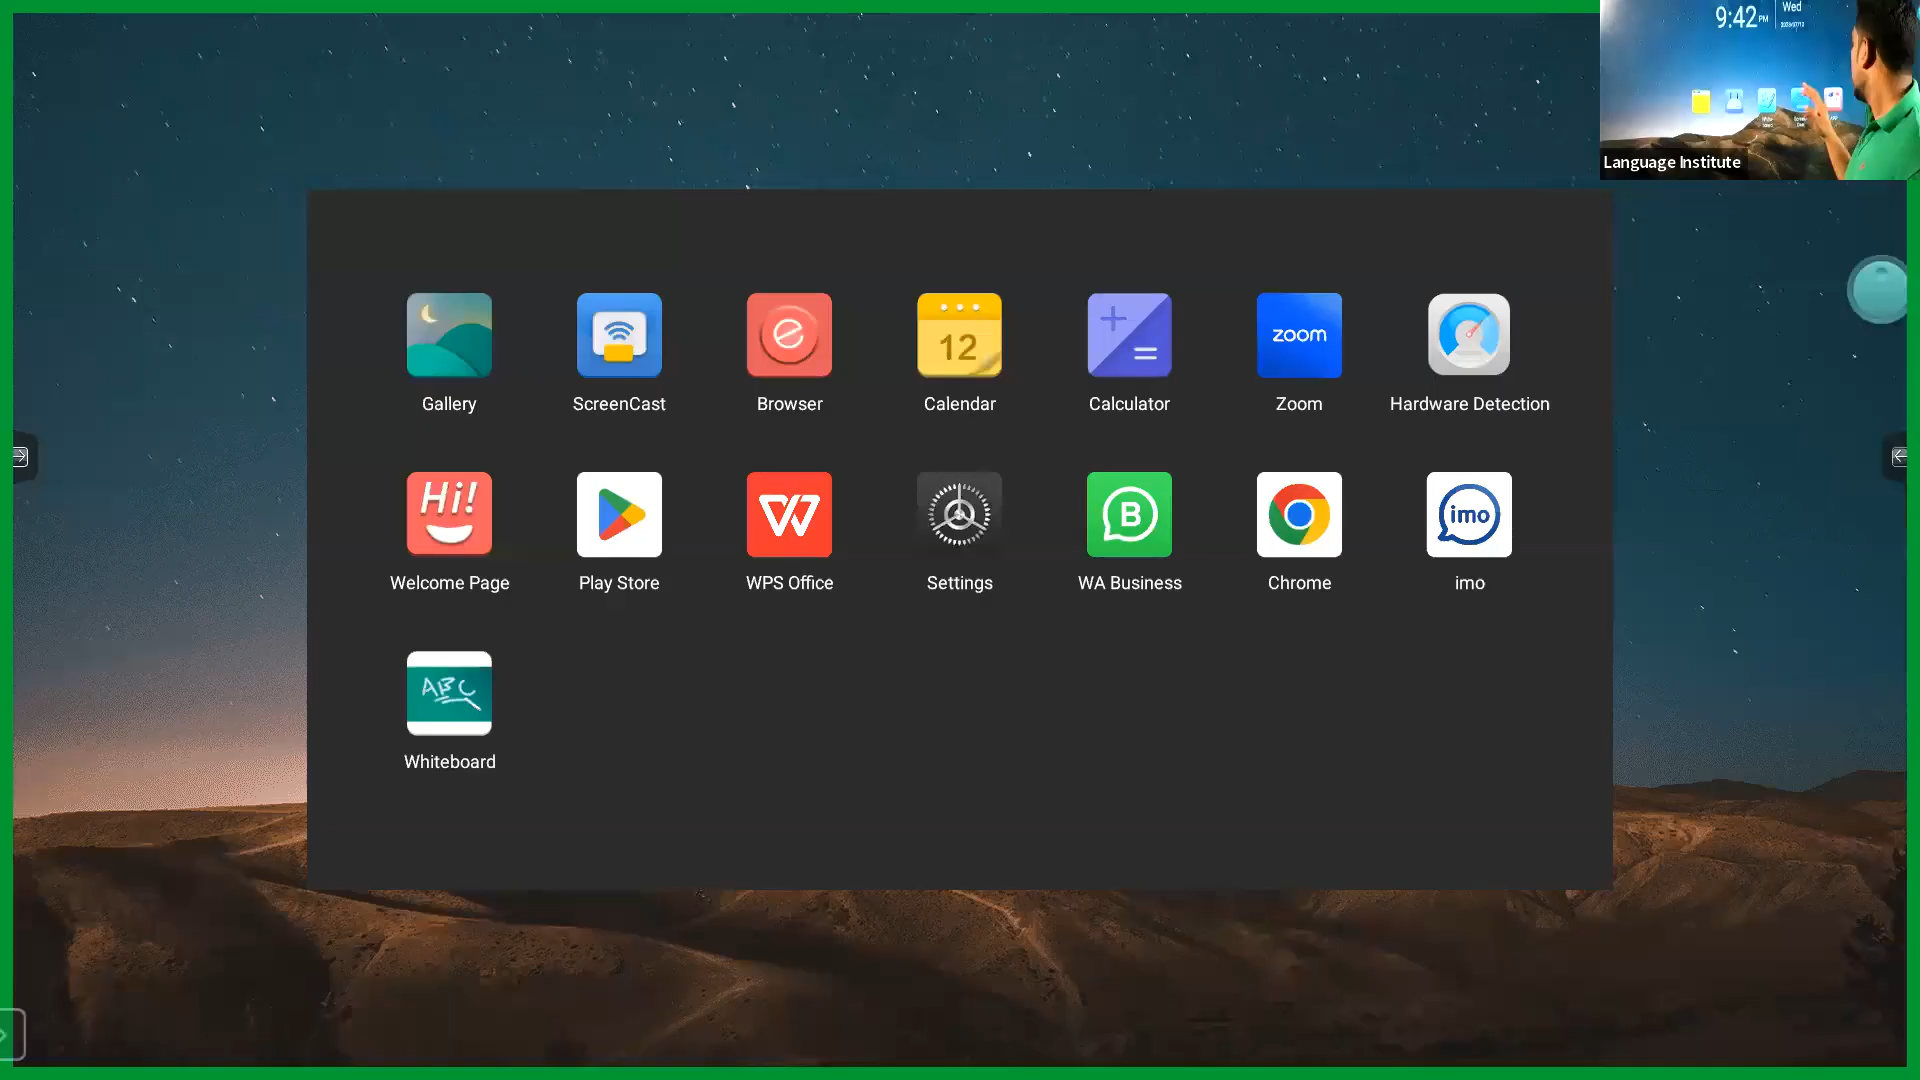 9:42 PM
Wed
Language Institute
12
zoom
Gallery
ScreenCast
Browser
Calendar
Calculator
Zoom
Hardware Detection
Hi!
W
B
imo
Welcome Page
Play Store
WPS Office
Settings
WA Business
Chrome
imo
ABC
Whiteboard